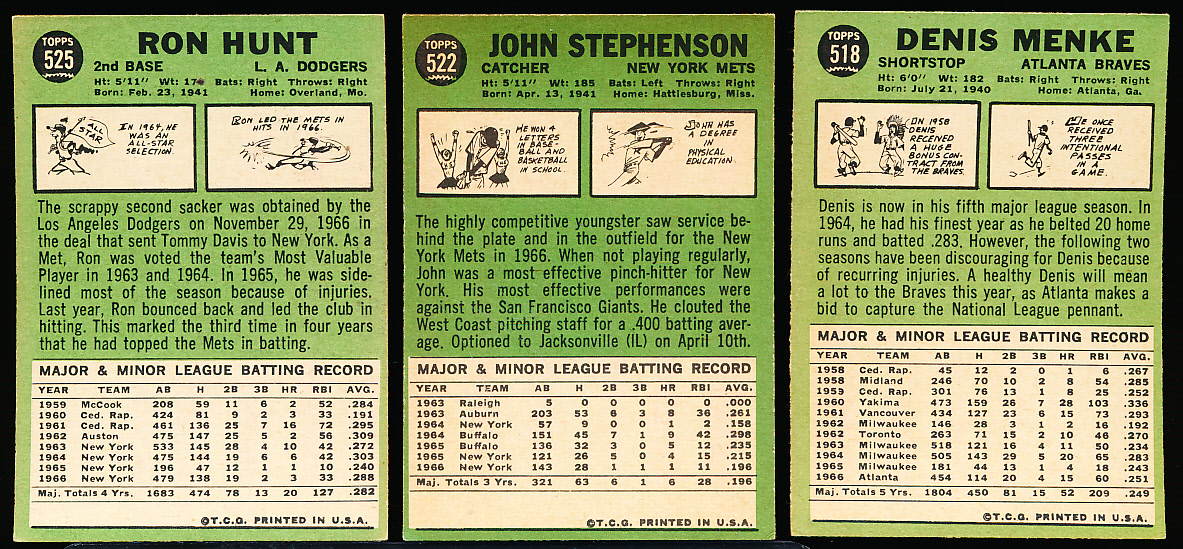 TOPPS
525
RON HUNT
2nd BASE L. A. DODGERS
Ht: 5'11" Wt: 17 Bats: Right Throws: Right
Born: Feb. 23, 1941 Home: Overland, Mo.
ALL STAR
IN 1964, HE
WAS AN
ALL-STAR
SELECTION.
RON LED THE METS IN
HITS IN 1966.
The scrappy second sacker was obtained by the
Los Angeles Dodgers on November 29, 1966 in
the deal that sent Tommy Davis to New York. As a
Met, Ron was voted the team's Most Valuable
Player in 1963 and 1964. In 1965, he was side-
lined most of the season because of injuries.
Last year, Ron bounced back and led the club in
hitting. This marked the third time in four years
that he had topped the Mets in batting.
MAJOR & MINOR LEAGUE BATTING RECORD
YEAR TEAM AB H 2B 3B HR RBI AVG.
1959 McCook 208 59 11 6 2 52 .284
1960 Ced. Rap. 424 81 9 2 3 33 .191
1961 Ced. Rap. 461 136 25 7 16 72 .295
1962 Auston 475 147 25 5 2 56 .309
1963 New York 533 145 28 4 10 42 .272
1964 New York 475 144 19 6 6 42 .303
1965 New York 196 47 12 1 1 10 .240
1966 New York 479 138 19 2 3 33 .288
Maj. Totals 4 Yrs. 1683 474 78 13 20 127 .282
©T.C.G. PRINTED IN U.S.A.
TOPPS
522
JOHN STEPHENSON
CATCHER NEW YORK METS
Ht: 5'11" Wt: 185 Bats: Left Throws: Right
Born: Apr. 13, 1941 Home: Hattiesburg, Miss.
HE WON 4
LETTERS
IN BASE-
BALL AND
BASKETBALL
IN SCHOOL.
JOHN HAS
A DEGREE
IN
PHYSICAL
EDUCATION.
The highly competitive youngster saw service be-
hind the plate and in the outfield for the New
York Mets in 1966. When not playing regularly,
John was a most effective pinch-hitter for New
York. His most effective performances were
against the San Francisco Giants. He clouted the
West Coast pitching staff for a .400 batting aver-
age. Optioned to Jacksonville (IL) on April 10th.
MAJOR & MINOR LEAGUE BATTING RECORD
YEAR TEAM AB H 2B 3B HR RBI AVG.
1963 Raleigh 5 0 0 0 0 0 .000
1963 Auburn 203 53 6 3 8 36 .261
1964 New York 57 9 0 0 1 2 .158
1964 Buffalo 151 45 7 1 9 42 .298
1965 Buffalo 136 32 3 0 5 12 .235
1965 New York 121 26 5 0 4 15 .215
1966 New York 143 28 1 1 1 11 .196
Maj. Totals 3 Yrs. 321 63 6 1 6 28 .196
©T.C.G. PRINTED IN U.S.A.
TOPPS
518
DENIS MENKE
SHORTSTOP ATLANTA BRAVES
Ht: 6'0" Wt: 182 Bats: Right Throws: Right
Born: July 21, 1940 Home: Atlanta, Ga.
IN 1958
DENIS
RECEIVED
A HUGE
BONUS CON-
TRACT FROM
THE BRAVES.
HE ONCE
RECEIVED
THREE
INTENTIONAL
PASSES
IN A
GAME.
Denis is now in his fifth major league season. In
1964, he had his finest year as he belted 20 home
runs and batted .283. However, the following two
seasons have been discouraging for Denis because
of recurring injuries. A healthy Denis will mean
a lot to the Braves this year, as Atlanta makes a
bid to capture the National League pennant.
MAJOR & MINOR LEAGUE BATTING RECORD
YEAR TEAM AB H 2B 3B HR RBI AVG.
1958 Ced. Rap. 45 12 2 0 1 6 .267
1958 Midland 246 70 10 2 8 54 .285
1959 Ced. Rap. 301 76 13 1 8 25 .252
1960 Yakima 473 159 26 7 28 103 .336
1961 Vancouver 434 127 23 6 15 73 .293
1962 Milwaukee 146 28 3 1 2 16 .192
1962 Toronto 263 71 15 2 10 46 .270
1963 Milwaukee 518 121 16 4 11 50 .234
1964 Milwaukee 505 143 29 5 20 65 .283
1965 Milwaukee 181 44 13 1 4 18 .243
1966 Atlanta 454 114 20 4 15 60 .251
Maj. Totals 5 Yrs. 1804 450 81 15 52 209 .249
©T.C.G. PRINTED IN U.S.A.